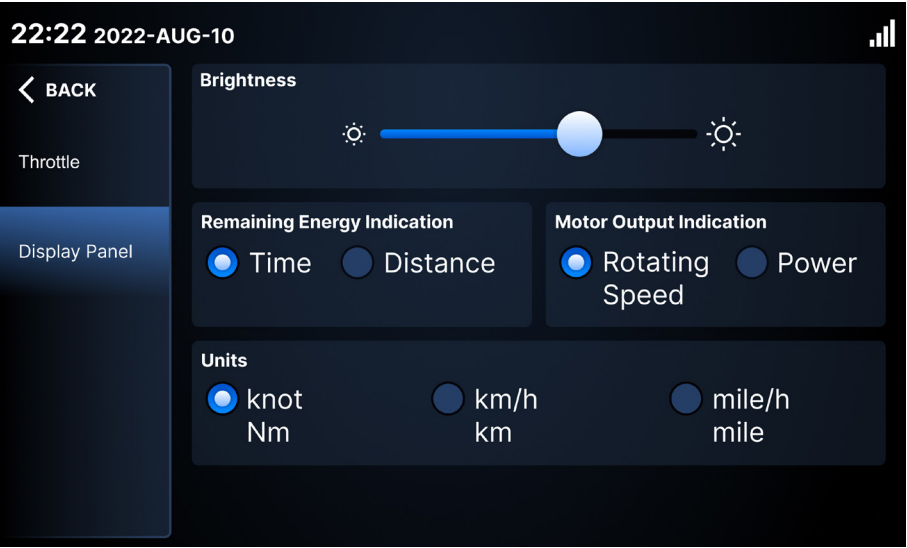 22:22 2022-AUG-10
BACK
Throttle
Display Panel
Brightness
Remaining Energy Indication
Time Distance
Motor Output Indication
Rotating Speed Power
Units
knot km/h mile/h
Nm km mile